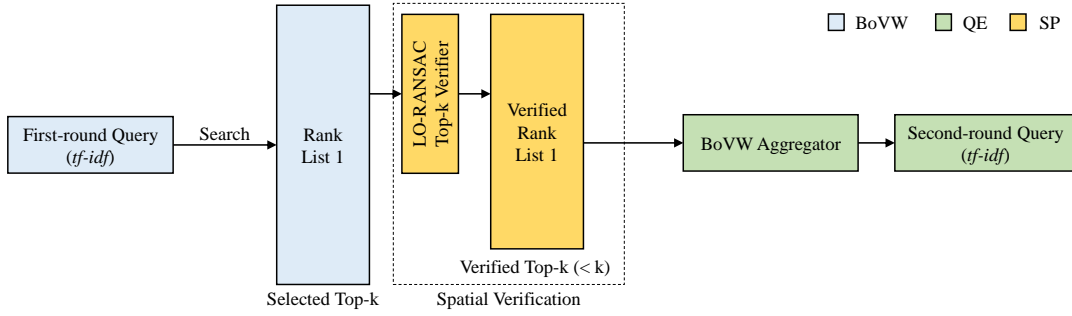 BoVW
QE
SP
First-round Query
(tf-idf)
Search
Rank
List 1
Selected Top-k
LO-RANSAC
Top-k Verifier
Verified
Rank
List 1
Verified Top-k (< k)
Spatial Verification
BoVW Aggregator
Second-round Query
(tf-idf)